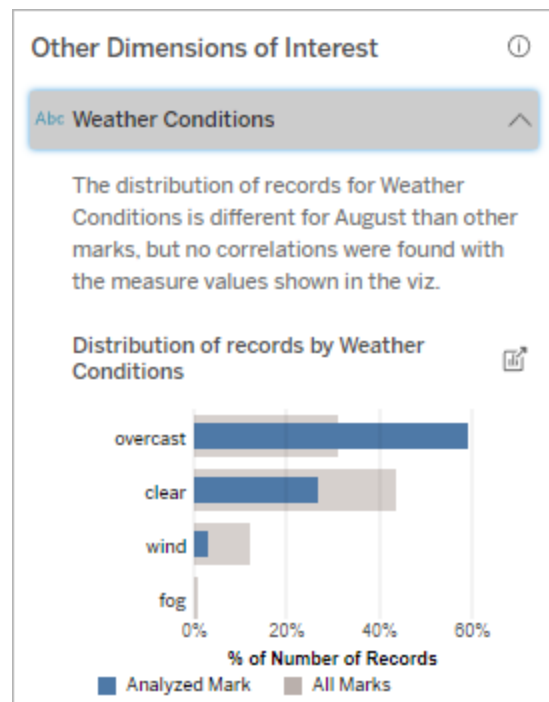 Other Dimensions of Interest
Abc Weather Conditions
The distribution of records for Weather
Conditions is different for August than other
marks, but no correlations were found with
the measure values shown in the viz.
Distribution of records by Weather
Conditions
overcast
clear
wind
fog
0% 20% 40% 60%
% of Number of Records
Analyzed Mark All Marks